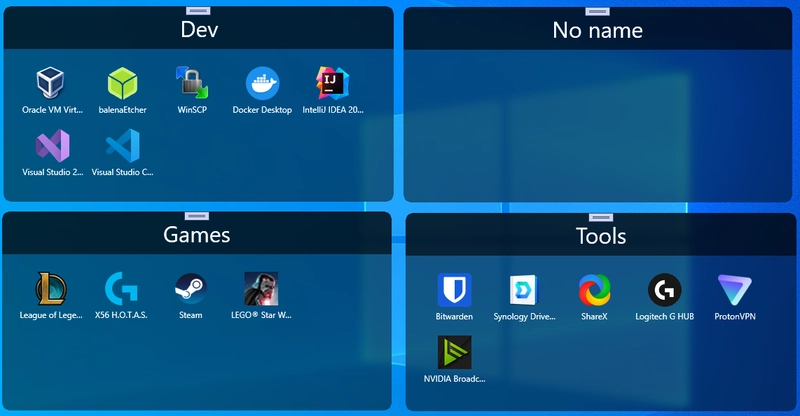 Dev
Oracle VM Virt...
balenaEtcher
WinSCP
Docker Desktop
IntelliJ IDEA 20...
Visual Studio 2...
Visual Studio C...
No name
Games
League of Lege...
X56 H.O.T.A.S.
Steam
LEGO® Star W...
Tools
Bitwarden
Synology Drive...
ShareX
Logitech G HUB
ProtonVPN
NVIDIA Broadc...